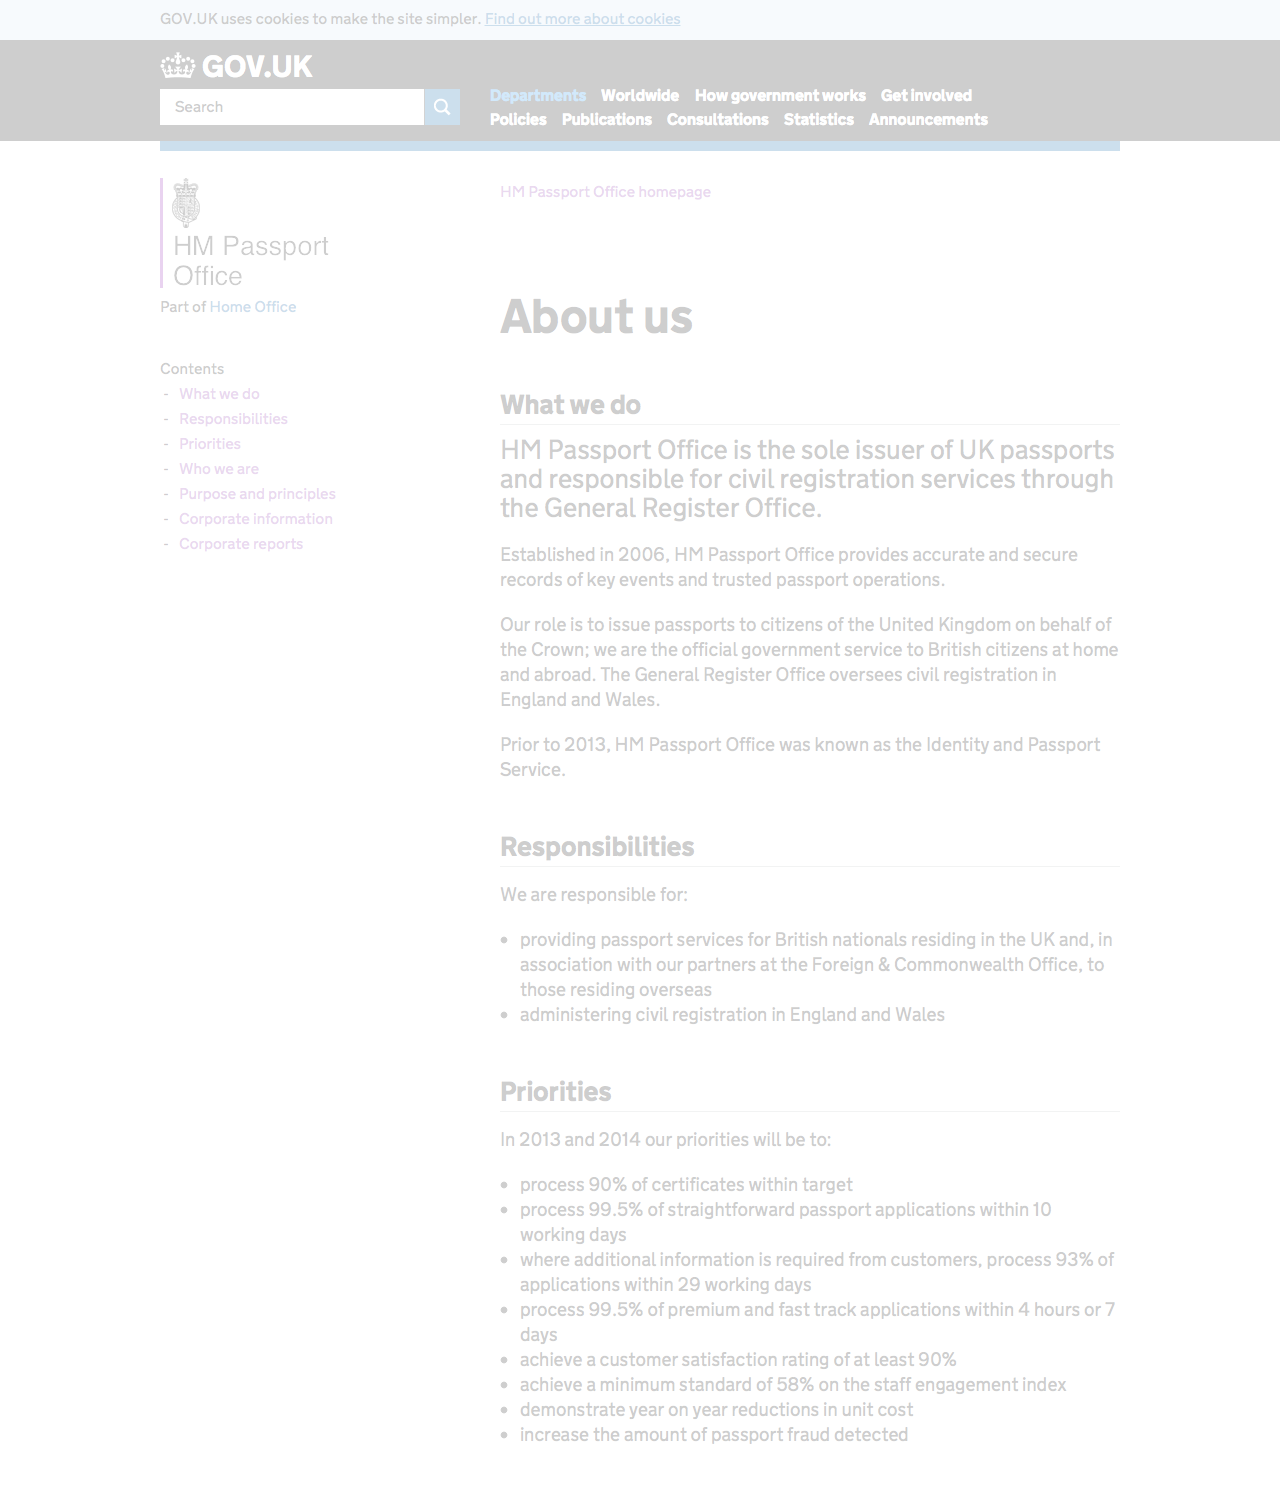 GOV.UK uses cookies to make the site simpler. Find out more about cookies
GOV.UK
Search
Departments Worldwide How government works Get involved
Policies Publications Consultations Statistics Announcements
HM Passport Office homepage
HM Passport
Office
Part of Home Office
About us
Contents
- What we do
- Responsibilities
- Priorities
- Who we are
- Purpose and principles
- Corporate information
- Corporate reports
What we do
HM Passport Office is the sole issuer of UK passports
and responsible for civil registration services through
the General Register Office.
Established in 2006, HM Passport Office provides accurate and secure
records of key events and trusted passport operations.
Our role is to issue passports to citizens of the United Kingdom on behalf of
the Crown; we are the official government service to British citizens at home
and abroad. The General Register Office oversees civil registration in
England and Wales.
Prior to 2013, HM Passport Office was known as the Identity and Passport
Service.
Responsibilities
We are responsible for:
• providing passport services for British nationals residing in the UK and, in
association with our partners at the Foreign & Commonwealth Office, to
those residing overseas
• administering civil registration in England and Wales
Priorities
In 2013 and 2014 our priorities will be to:
• process 90% of certificates within target
• process 99.5% of straightforward passport applications within 10
working days
• where additional information is required from customers, process 93% of
applications within 29 working days
• process 99.5% of premium and fast track applications within 4 hours or 7
days
• achieve a customer satisfaction rating of at least 90%
• achieve a minimum standard of 58% on the staff engagement index
• demonstrate year on year reductions in unit cost
• increase the amount of passport fraud detected